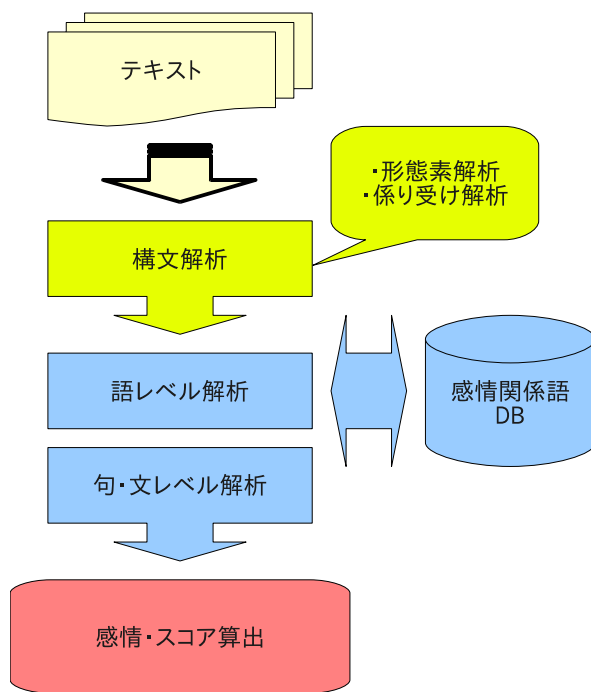 テキスト
・形態素解析
・係り受け解析
構文解析
語レベル解析
感情関係語
DB
句・文レベル解析
感情・スコア算出